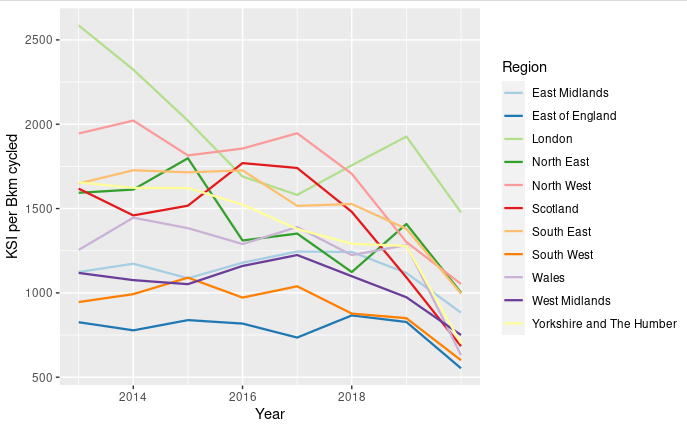 2500
2000
1500
1000
500
KSI per Bkm cycled
2014
2016
2018
Year
Region
East Midlands
East of England
London
North East
North West
Scotland
South East
South West
Wales
West Midlands
Yorkshire and The Humber